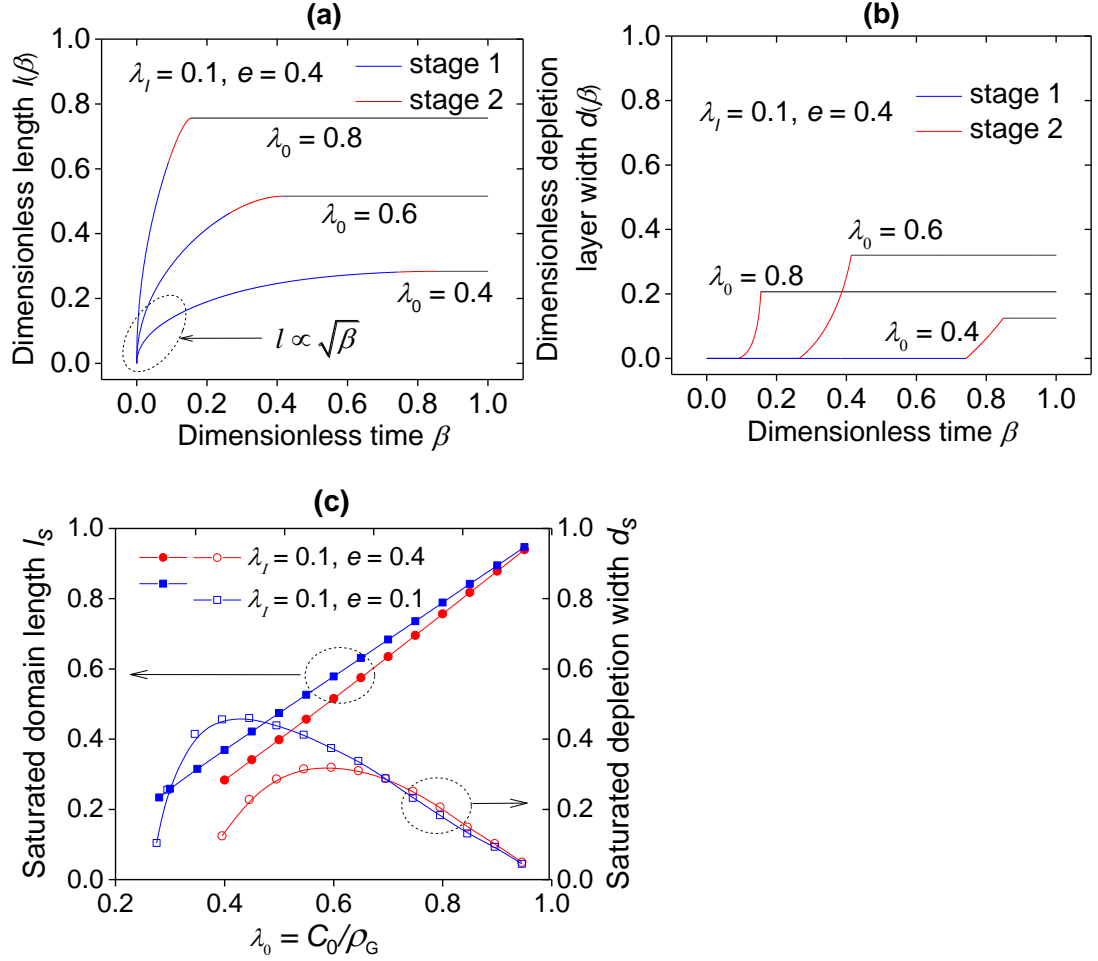 (a)
Dimensionless length l(β)
1.0
0.8
0.6
0.4
0.2
0.0
λI = 0.1, e = 0.4
stage 1
stage 2
λ0 = 0.8
λ0 = 0.6
λ0 = 0.4
l ∝ √β
0.0 0.2 0.4 0.6 0.8 1.0
Dimensionless time β
(b)
Dimensionless depletion
layer width d(β)
1.0
0.8
0.6
0.4
0.2
0.0
λI = 0.1, e = 0.4
stage 1
stage 2
λ0 = 0.6
λ0 = 0.8
λ0 = 0.4
0.0 0.2 0.4 0.6 0.8 1.0
Dimensionless time β
(c)
Saturated domain length ls
1.0
0.8
0.6
0.4
0.2
0.0
λI = 0.1, e = 0.4
λI = 0.1, e = 0.1
1.0
0.8
0.6
0.4
0.2
0.0
Saturated depletion width ds
0.2 0.4 0.6 0.8 1.0
λ0 = C0/ρG